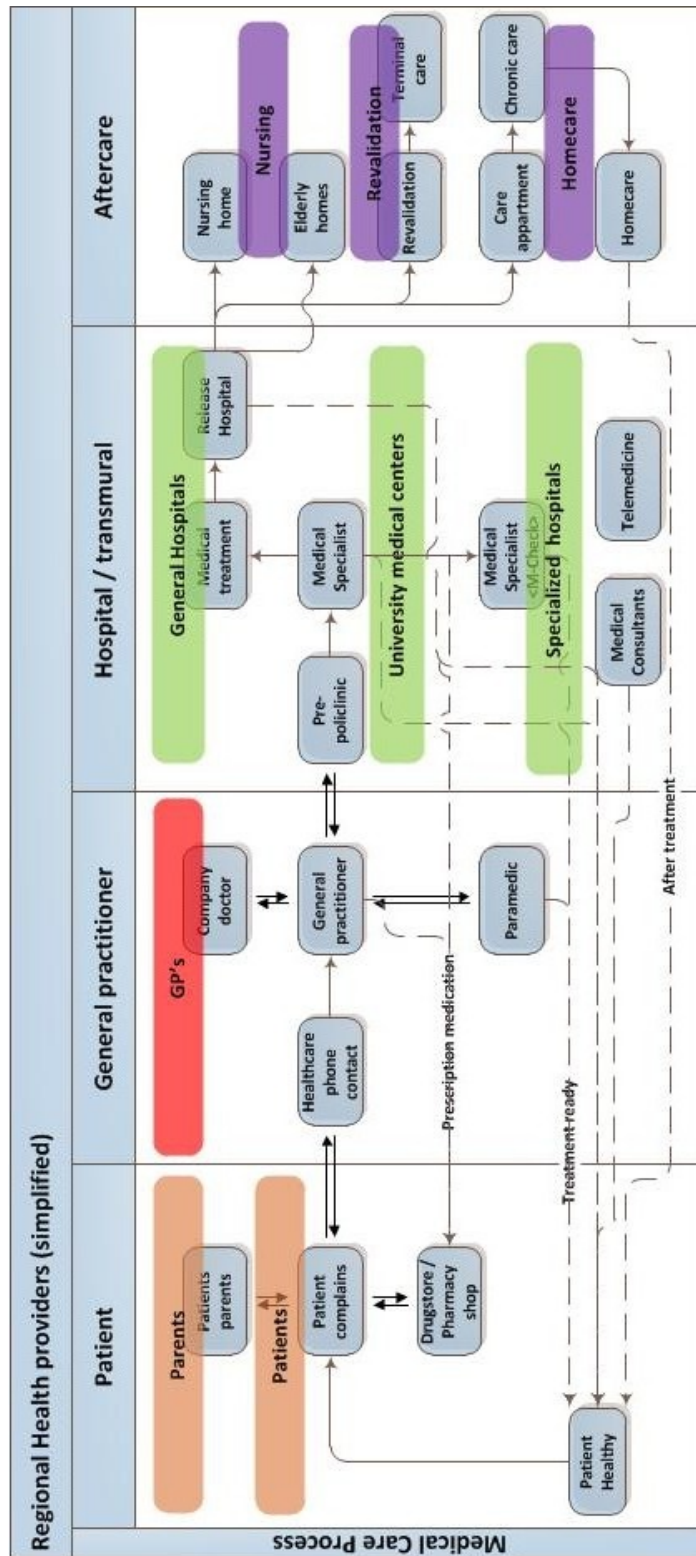 Regional Health providers (simplified)
Medical Care Process
Patient
General practitioner
Hospital / transmural
Aftercare
Parents
Patients
parents
Patients
Patient
complains
Drugstore /
Pharmacy
shop
Patient
Healthy
GP's
Company
doctor
Healthcare
phone
contact
General
practitioner
Paramedic
Prescription medication
Treatment ready
After treatment
General Hospitals
Medical
treatment
Release
Hospital
Pre-
policlinic
Medical
Specialist
University medical centers
Medical
Specialist
<M-Check>
Specialized hospitals
Medical
Consultants
Telemedicine
Nursing
home
Nursing
Elderly
homes
Revalidation
Revalidation
Terminal
care
Care
appartment
Chronic care
Homecare
Homecare